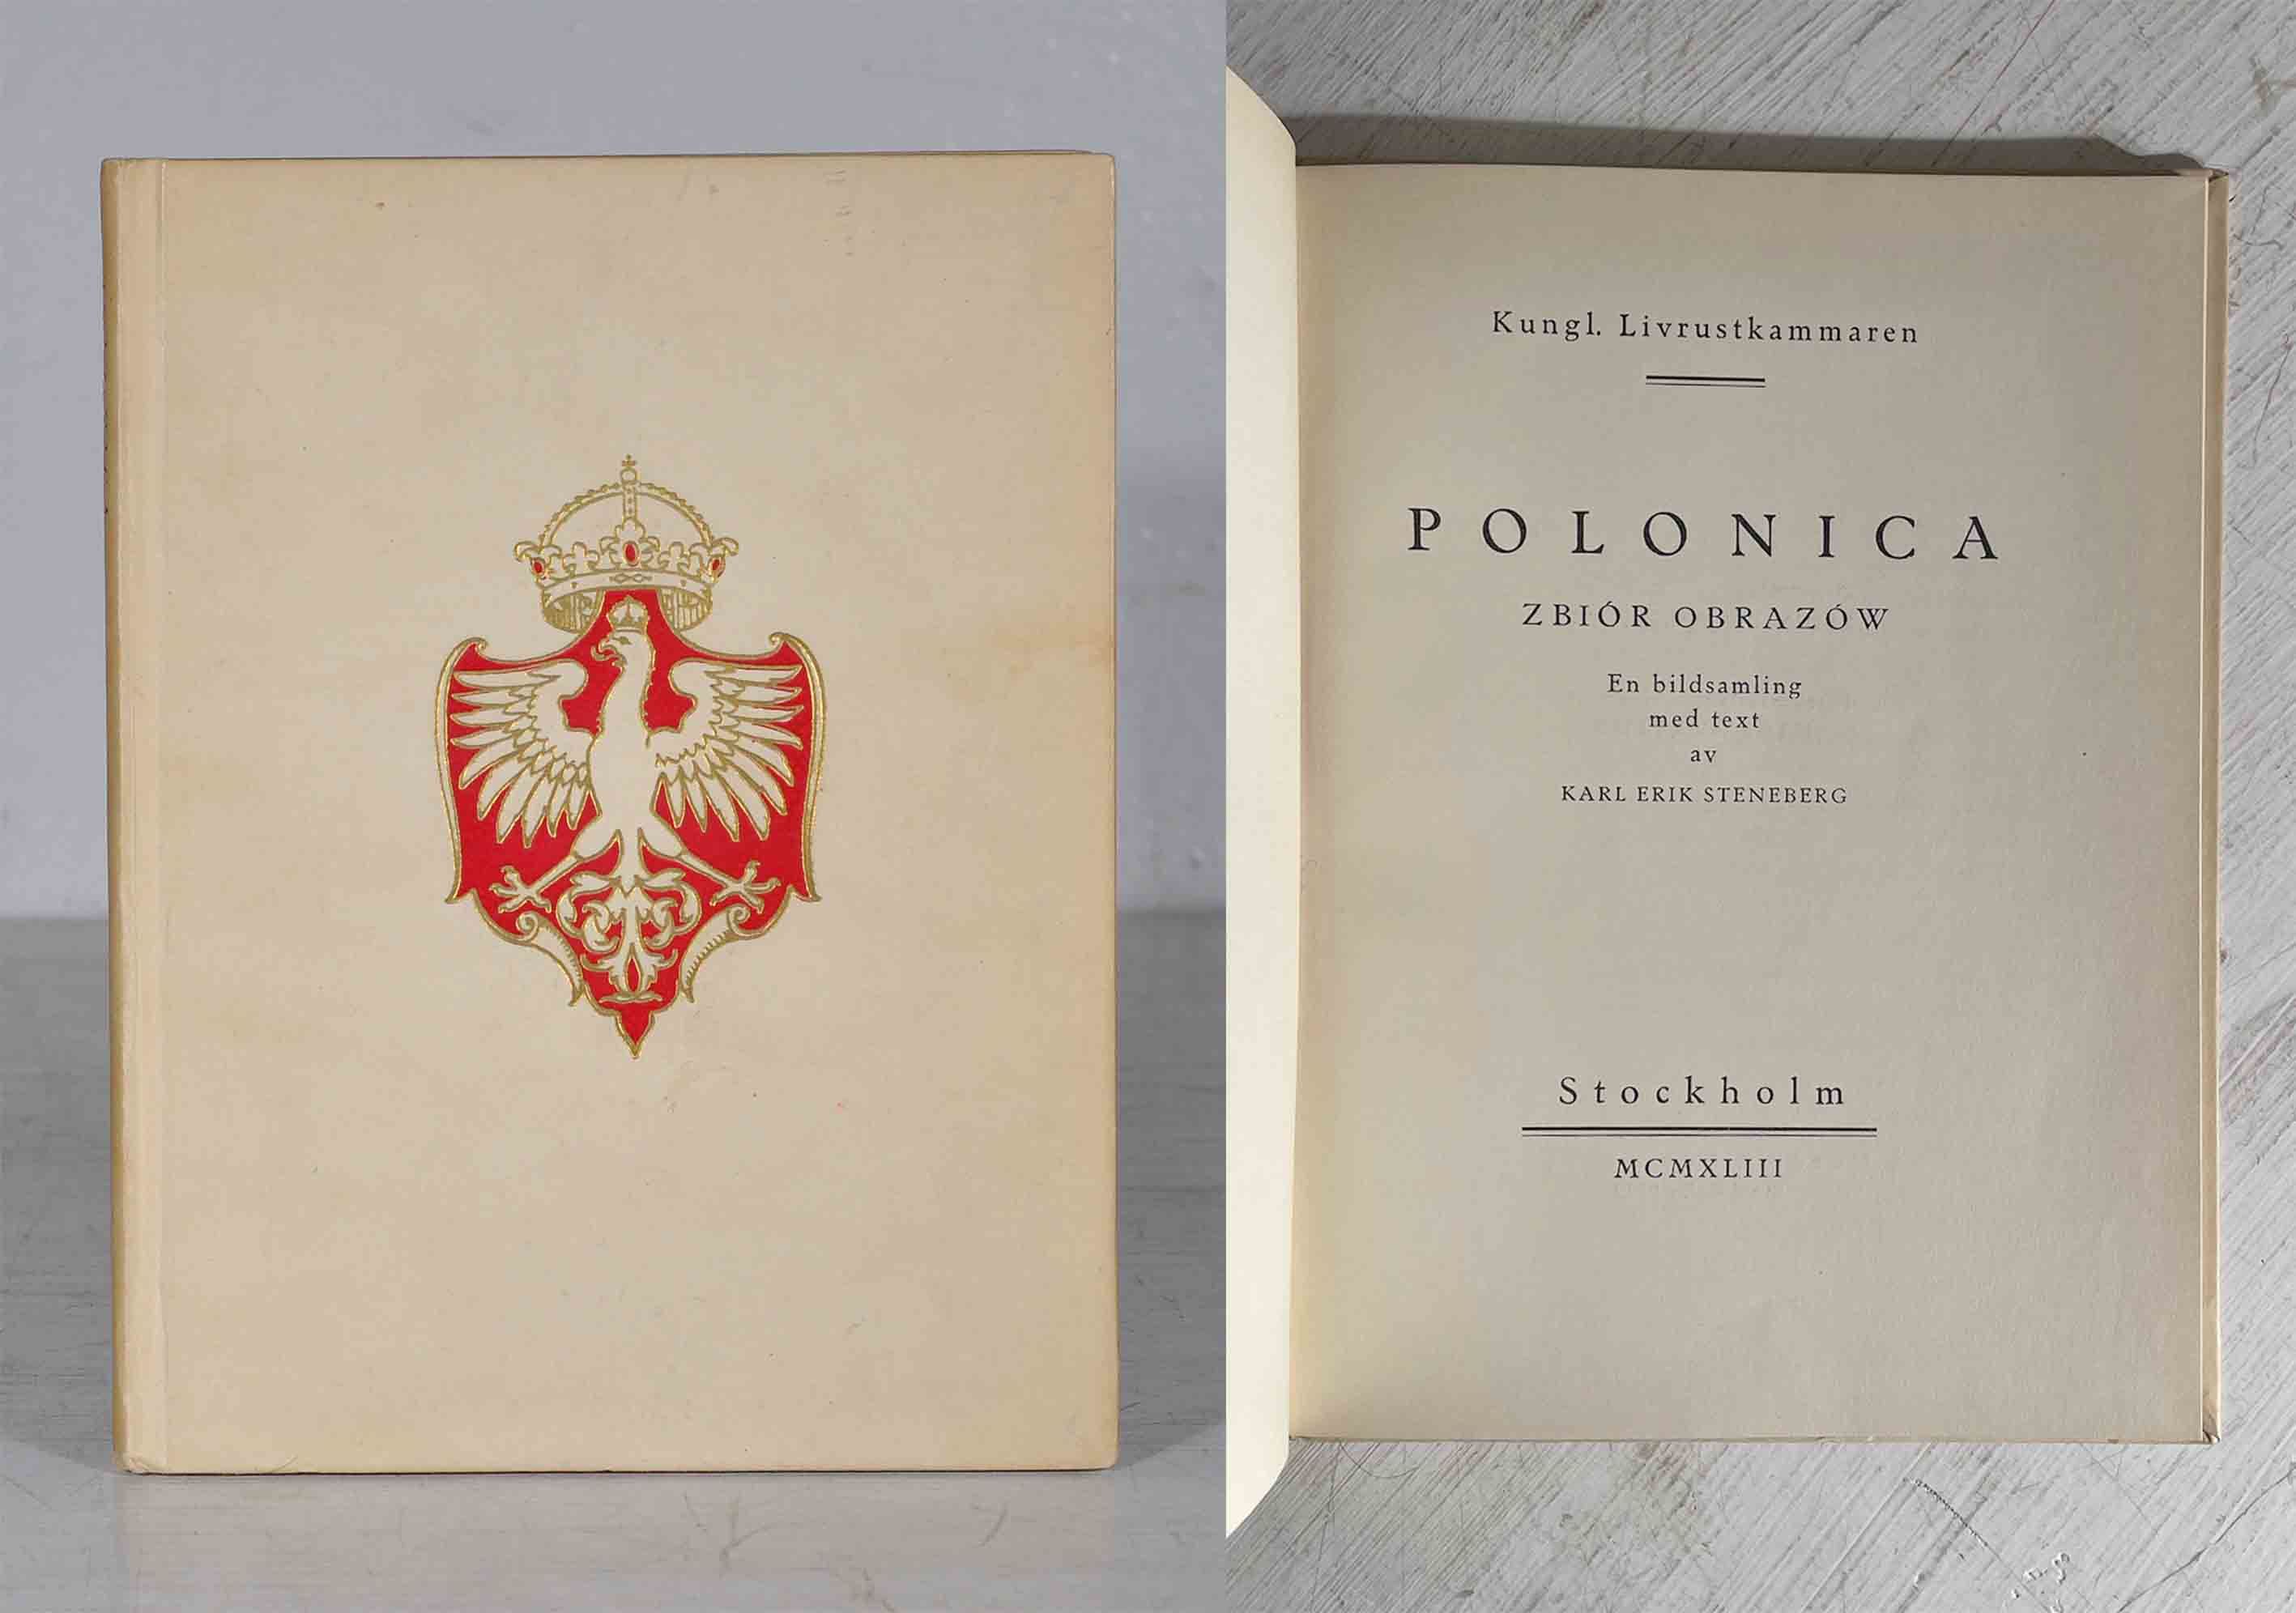 Kungl. Livrustkammaren
POLONICA
ZBIÓR OBRAZÓW
En bildsamling
med text
av
KARL ERIK STENEBERG
Stockholm
MCMXLIII